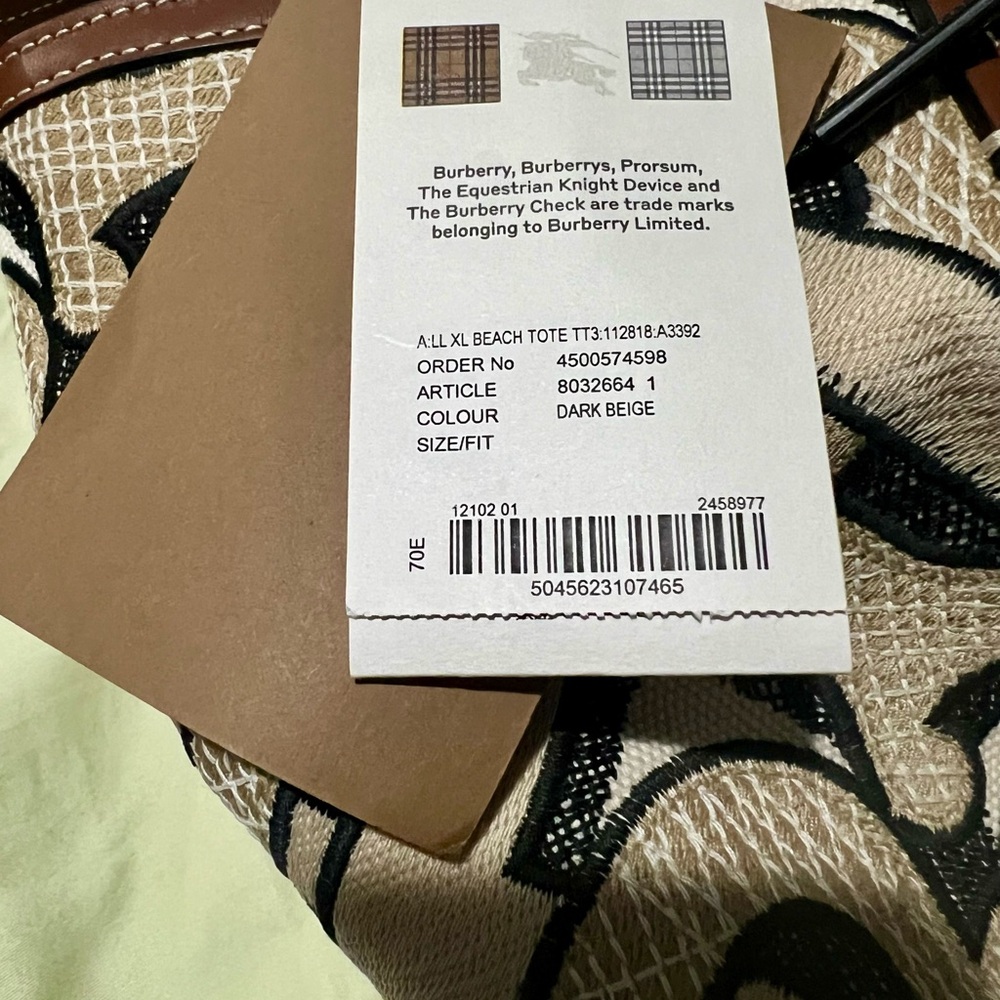 Burberry, Burberrys, Prorsum,
The Equestrian Knight Device and
The Burberry Check are trade marks
belonging to Burberry Limited.
A:LL XL BEACH TOTE TT3:112818:A3392
ORDER No 4500574598
ARTICLE 8032664 1
COLOUR DARK BEIGE
SIZE/FIT
12102 01 2458977
70E
5045623107465